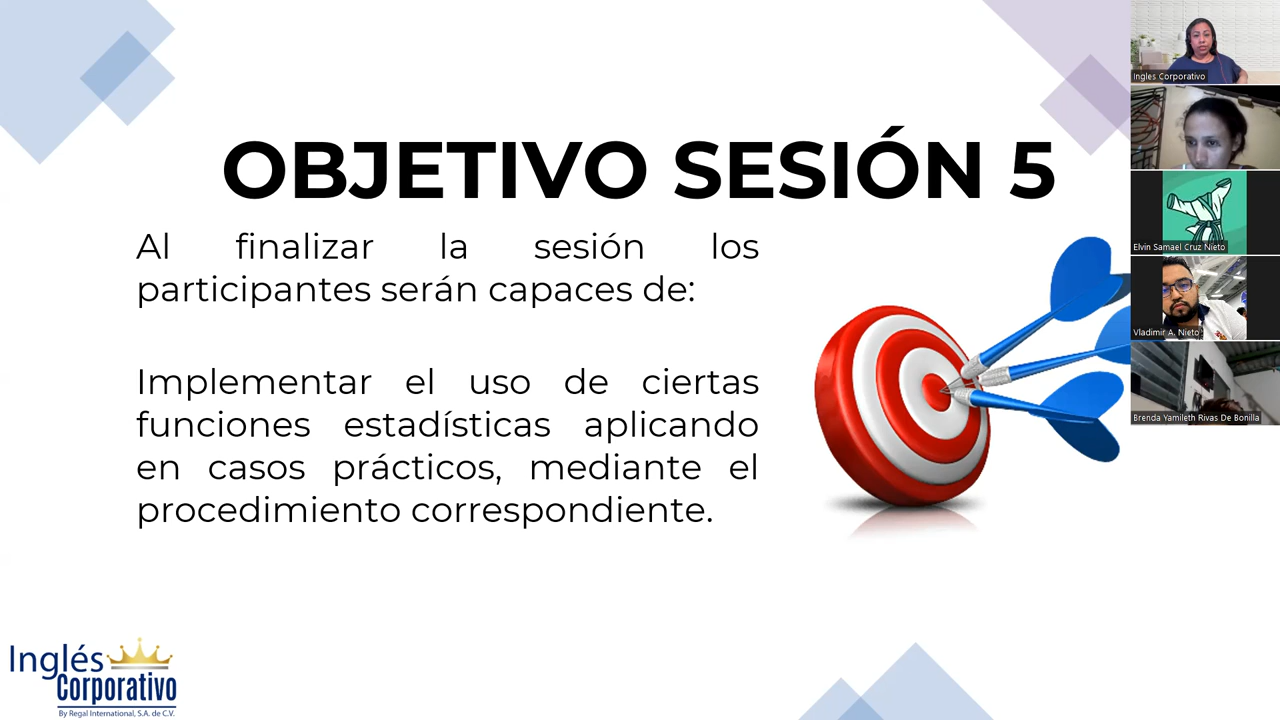 OBJETIVO SESIÓN 5
Al finalizar la sesión los
participantes serán capaces de:
Implementar el uso de ciertas
funciones estadísticas aplicando
en casos prácticos, mediante el
procedimiento correspondiente.
Inglés
Corporativo
By Regal International, S.A. de C.V.
Ingles Corporativo
Elvin Samael Cruz Nieto
Vladimir A. Nieto
Brenda Yamileth Rivas De Bonilla